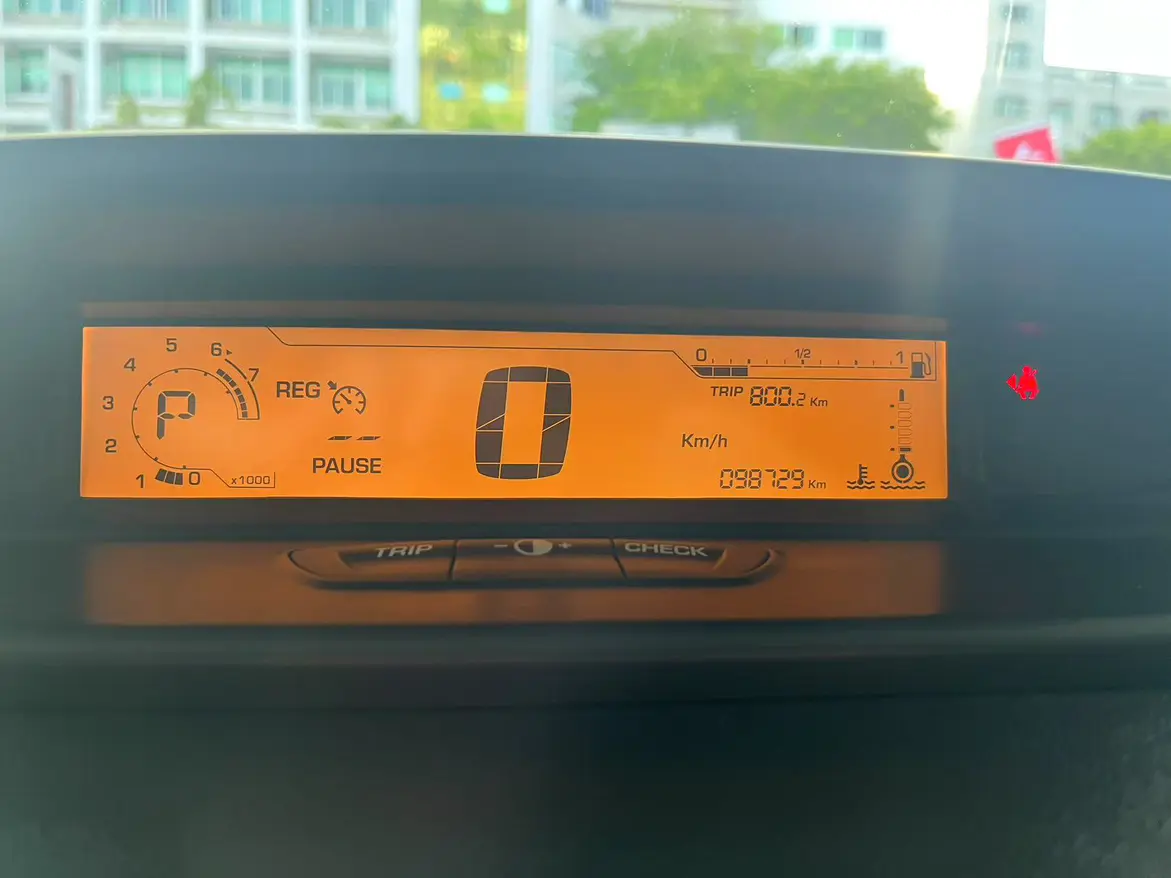 0 1/2 1
TRIP 800.2 Km
1 2 3 4 5 6 7
P
0 x1000
REG
PAUSE
0
Km/h
098729 Km
TRIP - + CHECK